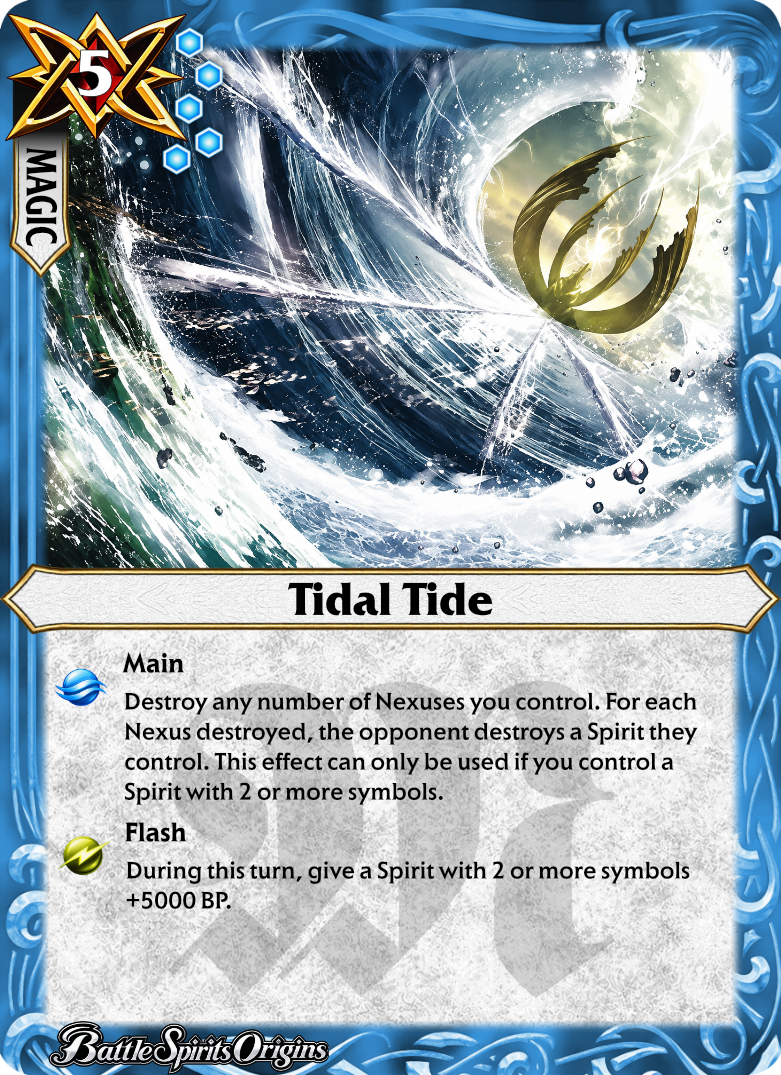 5
MAGIC
Tidal Tide
Main
Destroy any number of Nexuses you control. For each
Nexus destroyed, the opponent destroys a Spirit they
control. This effect can only be used if you control a
Spirit with 2 or more symbols.
Flash
During this turn, give a Spirit with 2 or more symbols
+5000 BP.
Battle Spirits Origins